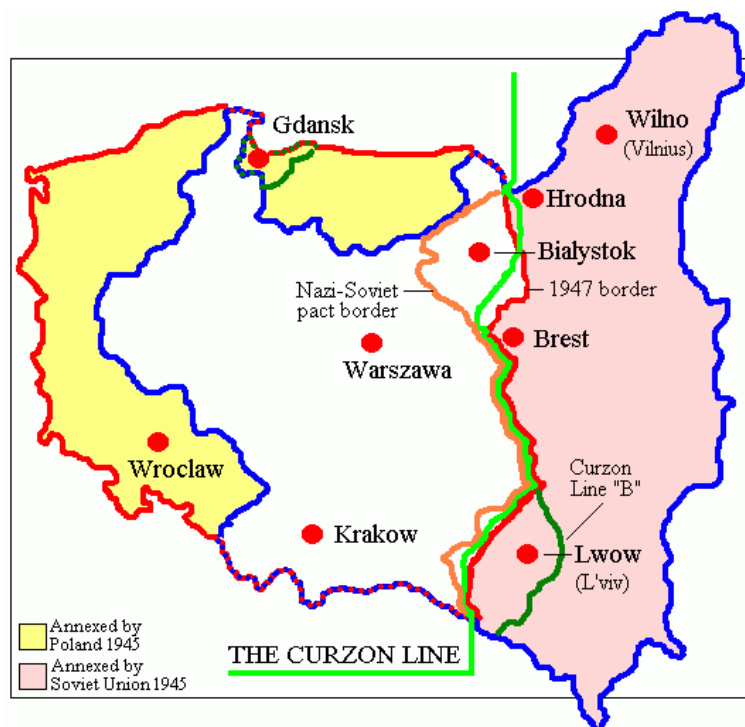 Gdansk
Wilno
(Vilnius)
Hrodna
Bialystok
Nazi-Soviet
pact border
1947 border
Warszawa
Brest
Wroclaw
Curzon
Line "B"
Krakow
Lwow
(L'viv)
Annexed by
Poland 1945
Annexed by
Soviet Union 1945
THE CURZON LINE